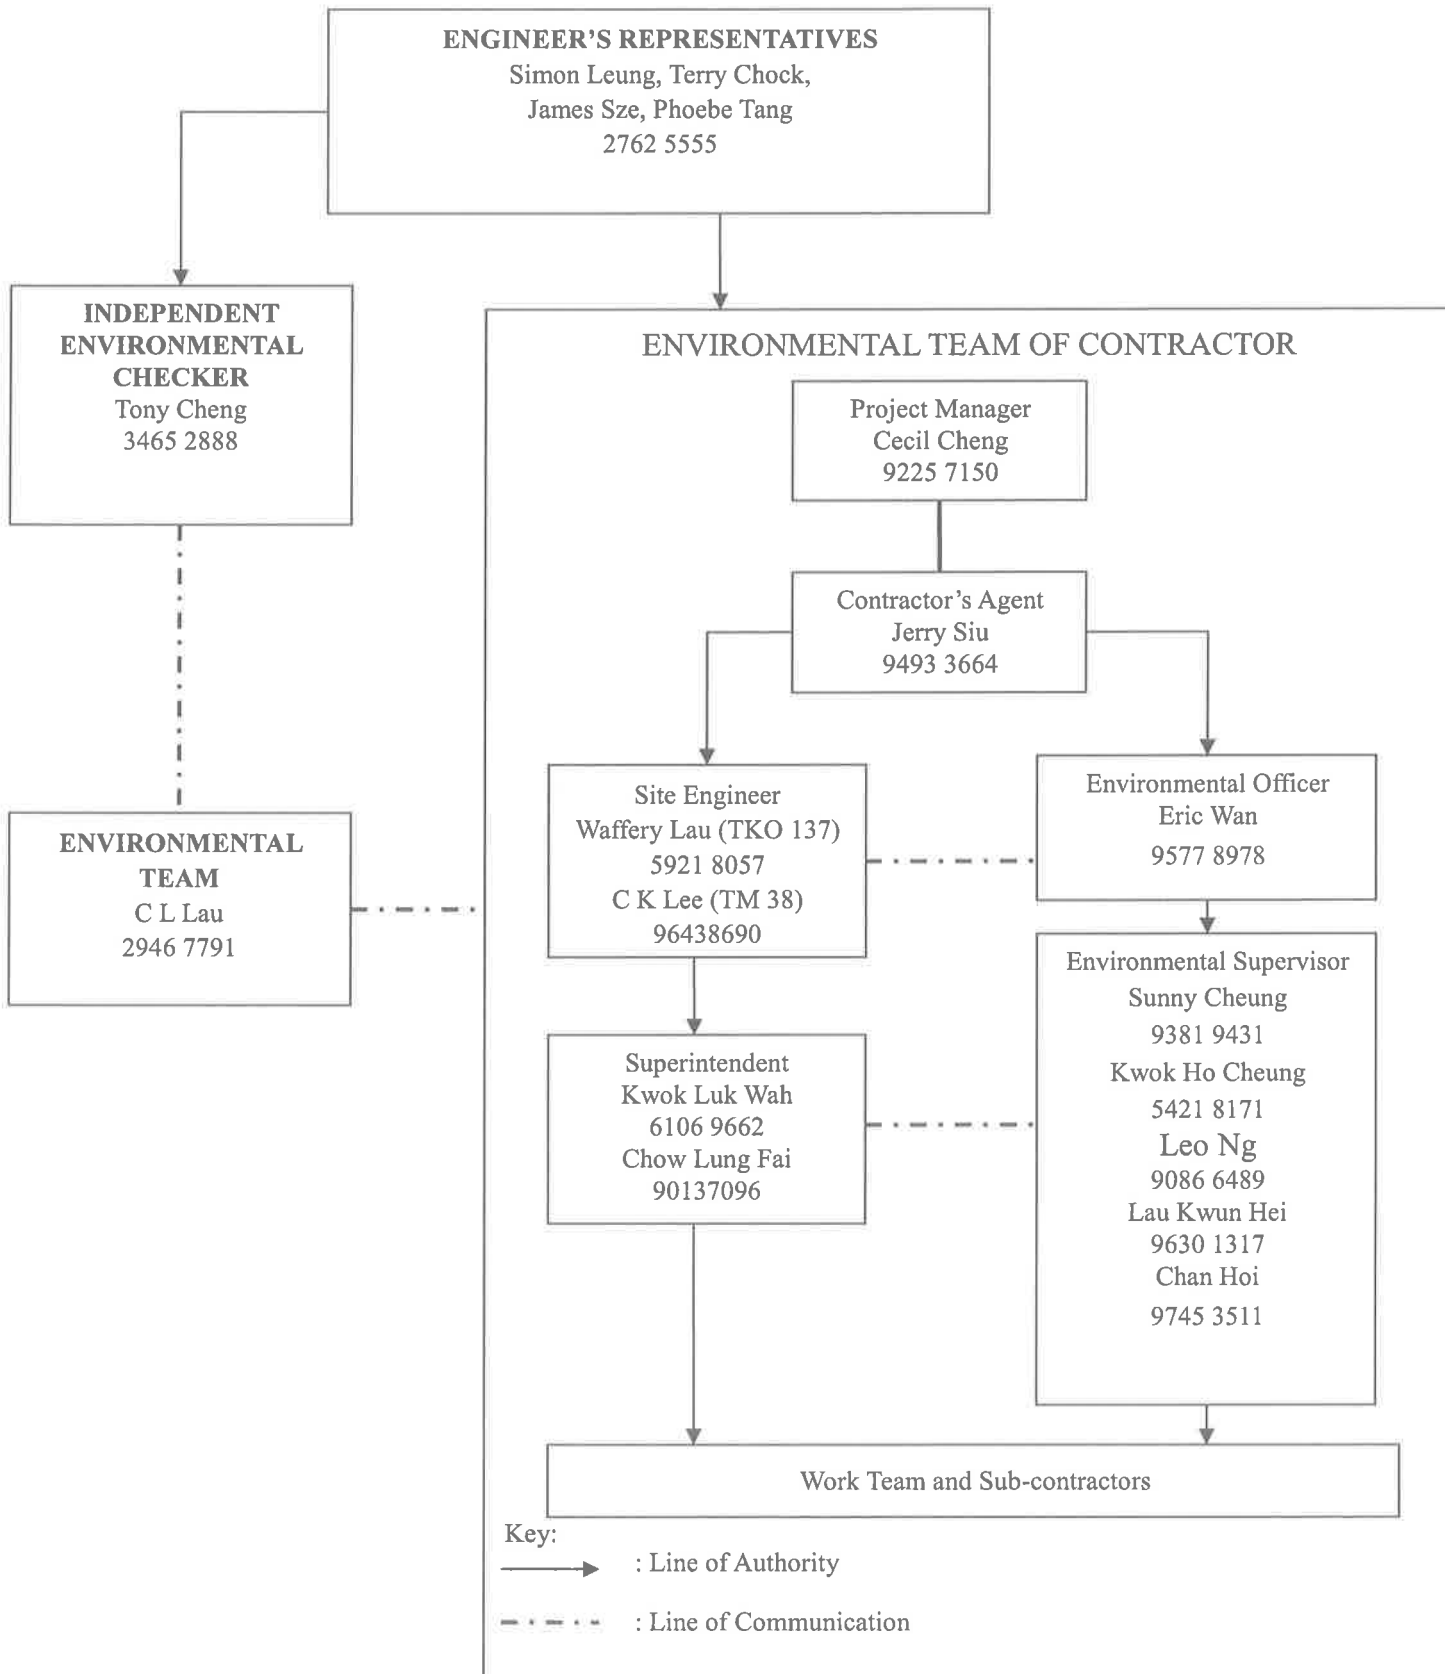 ENGINEER'S REPRESENTATIVES
Simon Leung, Terry Chock,
James Sze, Phoebe Tang
2762 5555
INDEPENDENT
ENVIRONMENTAL
CHECKER
Tony Cheng
3465 2888
ENVIRONMENTAL
TEAM
C L Lau
2946 7791
ENVIRONMENTAL TEAM OF CONTRACTOR
Project Manager
Cecil Cheng
9225 7150
Contractor's Agent
Jerry Siu
9493 3664
Site Engineer
Waffery Lau (TKO 137)
5921 8057
C K Lee (TM 38)
96438690
Environmental Officer
Eric Wan
9577 8978
Superintendent
Kwok Luk Wah
6106 9662
Chow Lung Fai
90137096
Environmental Supervisor
Sunny Cheung
9381 9431
Kwok Ho Cheung
5421 8171
Leo Ng
9086 6489
Lau Kwun Hei
9630 1317
Chan Hoi
9745 3511
Work Team and Sub-contractors
Key:
: Line of Authority
: Line of Communication